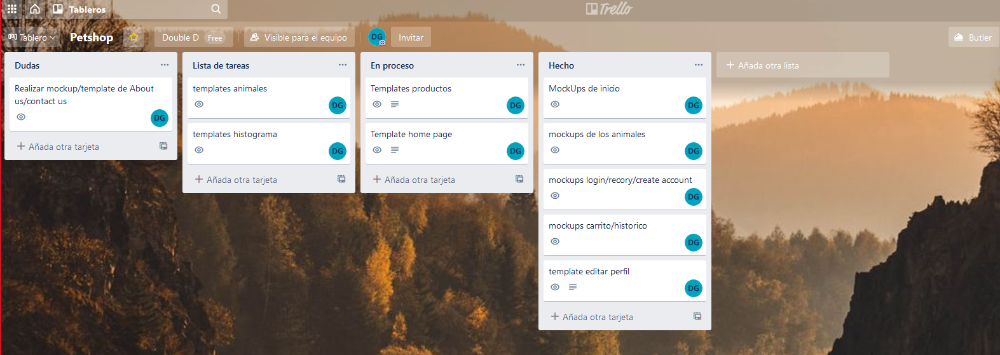 Tableros
Trello
Tablero
Petshop
Double D Free
Visible para el equipo
DG
Invitar
Butler
Dudas
Realizar mockup/template de About
us/contact us
DG
Añada otra tarjeta
Lista de tareas
templates animales
DG
templates histograma
DG
Añada otra tarjeta
En proceso
Templates productos
DG
Template home page
DG
Añada otra tarjeta
Hecho
MockUps de inicio
DG
mockups de los animales
DG
mockups login/recory/create account
DG
mockups carrito/historico
DG
template editar perfil
DG
Añada otra tarjeta
Añada otra lista